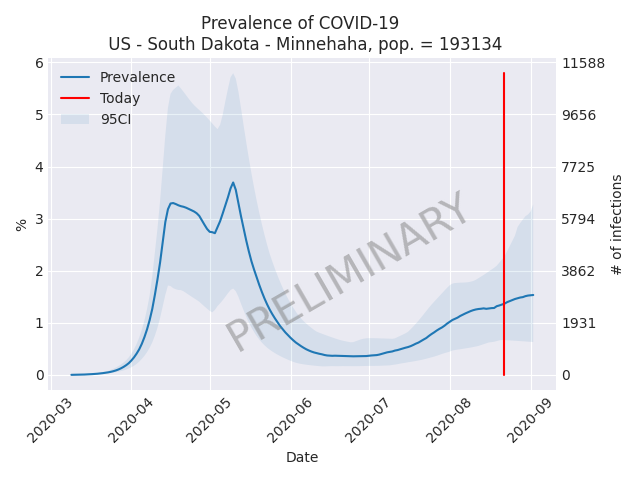 Prevalence of COVID-19
US - South Dakota - Minnehaha, pop. = 193134
Prevalence
Today
95CI
PRELIMINARY
%
6
5
4
3
2
1
0
# of infections
11588
9656
7725
5794
3862
1931
0
2020-03
2020-04
2020-05
2020-06
2020-07
2020-08
2020-09
Date